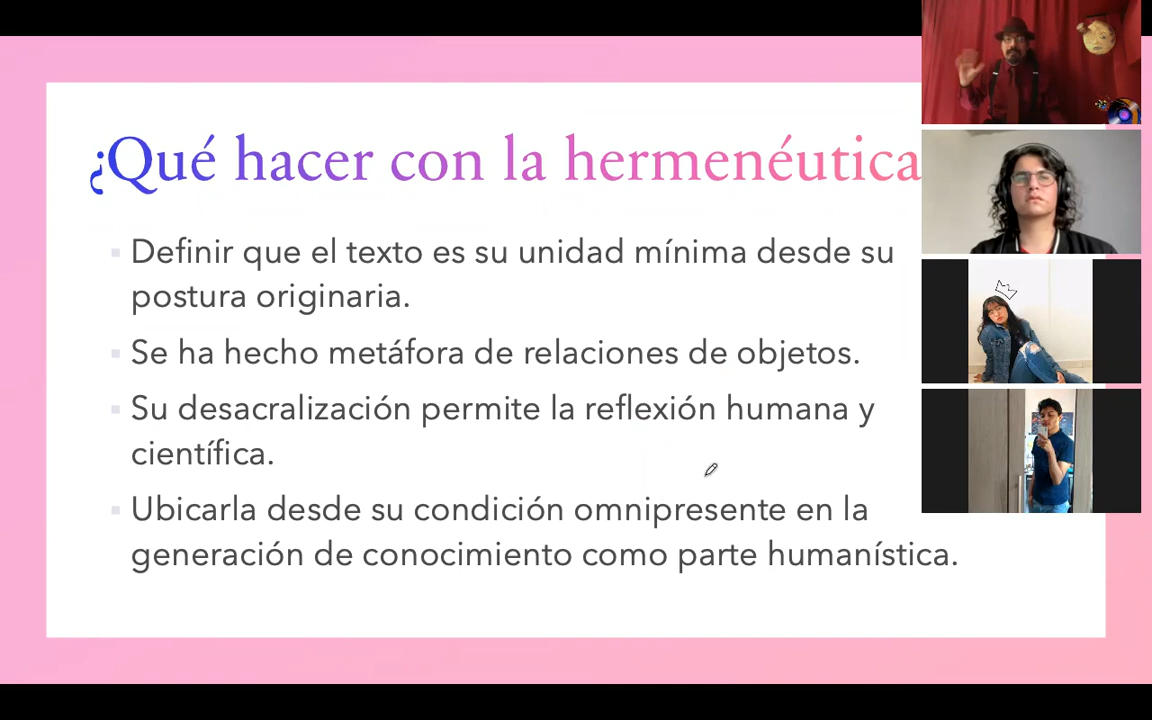 ¿Qué hacer con la hermenéutica
▪ Definir que el texto es su unidad mínima desde su
postura originaria.
▪ Se ha hecho metáfora de relaciones de objetos.
▪ Su desacralización permite la reflexión humana y
científica.
▪ Ubicarla desde su condición omnipresente en la
generación de conocimiento como parte humanística.